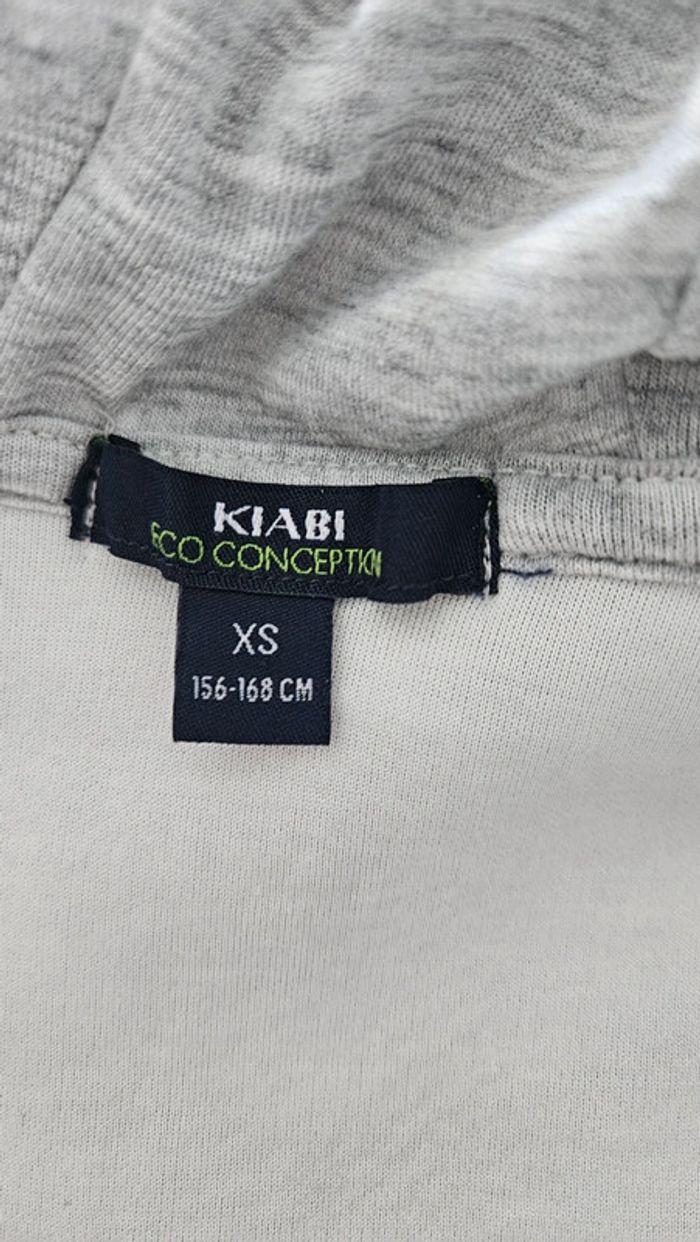 KIABI
ECO CONCEPTION
XS
156-168 CM